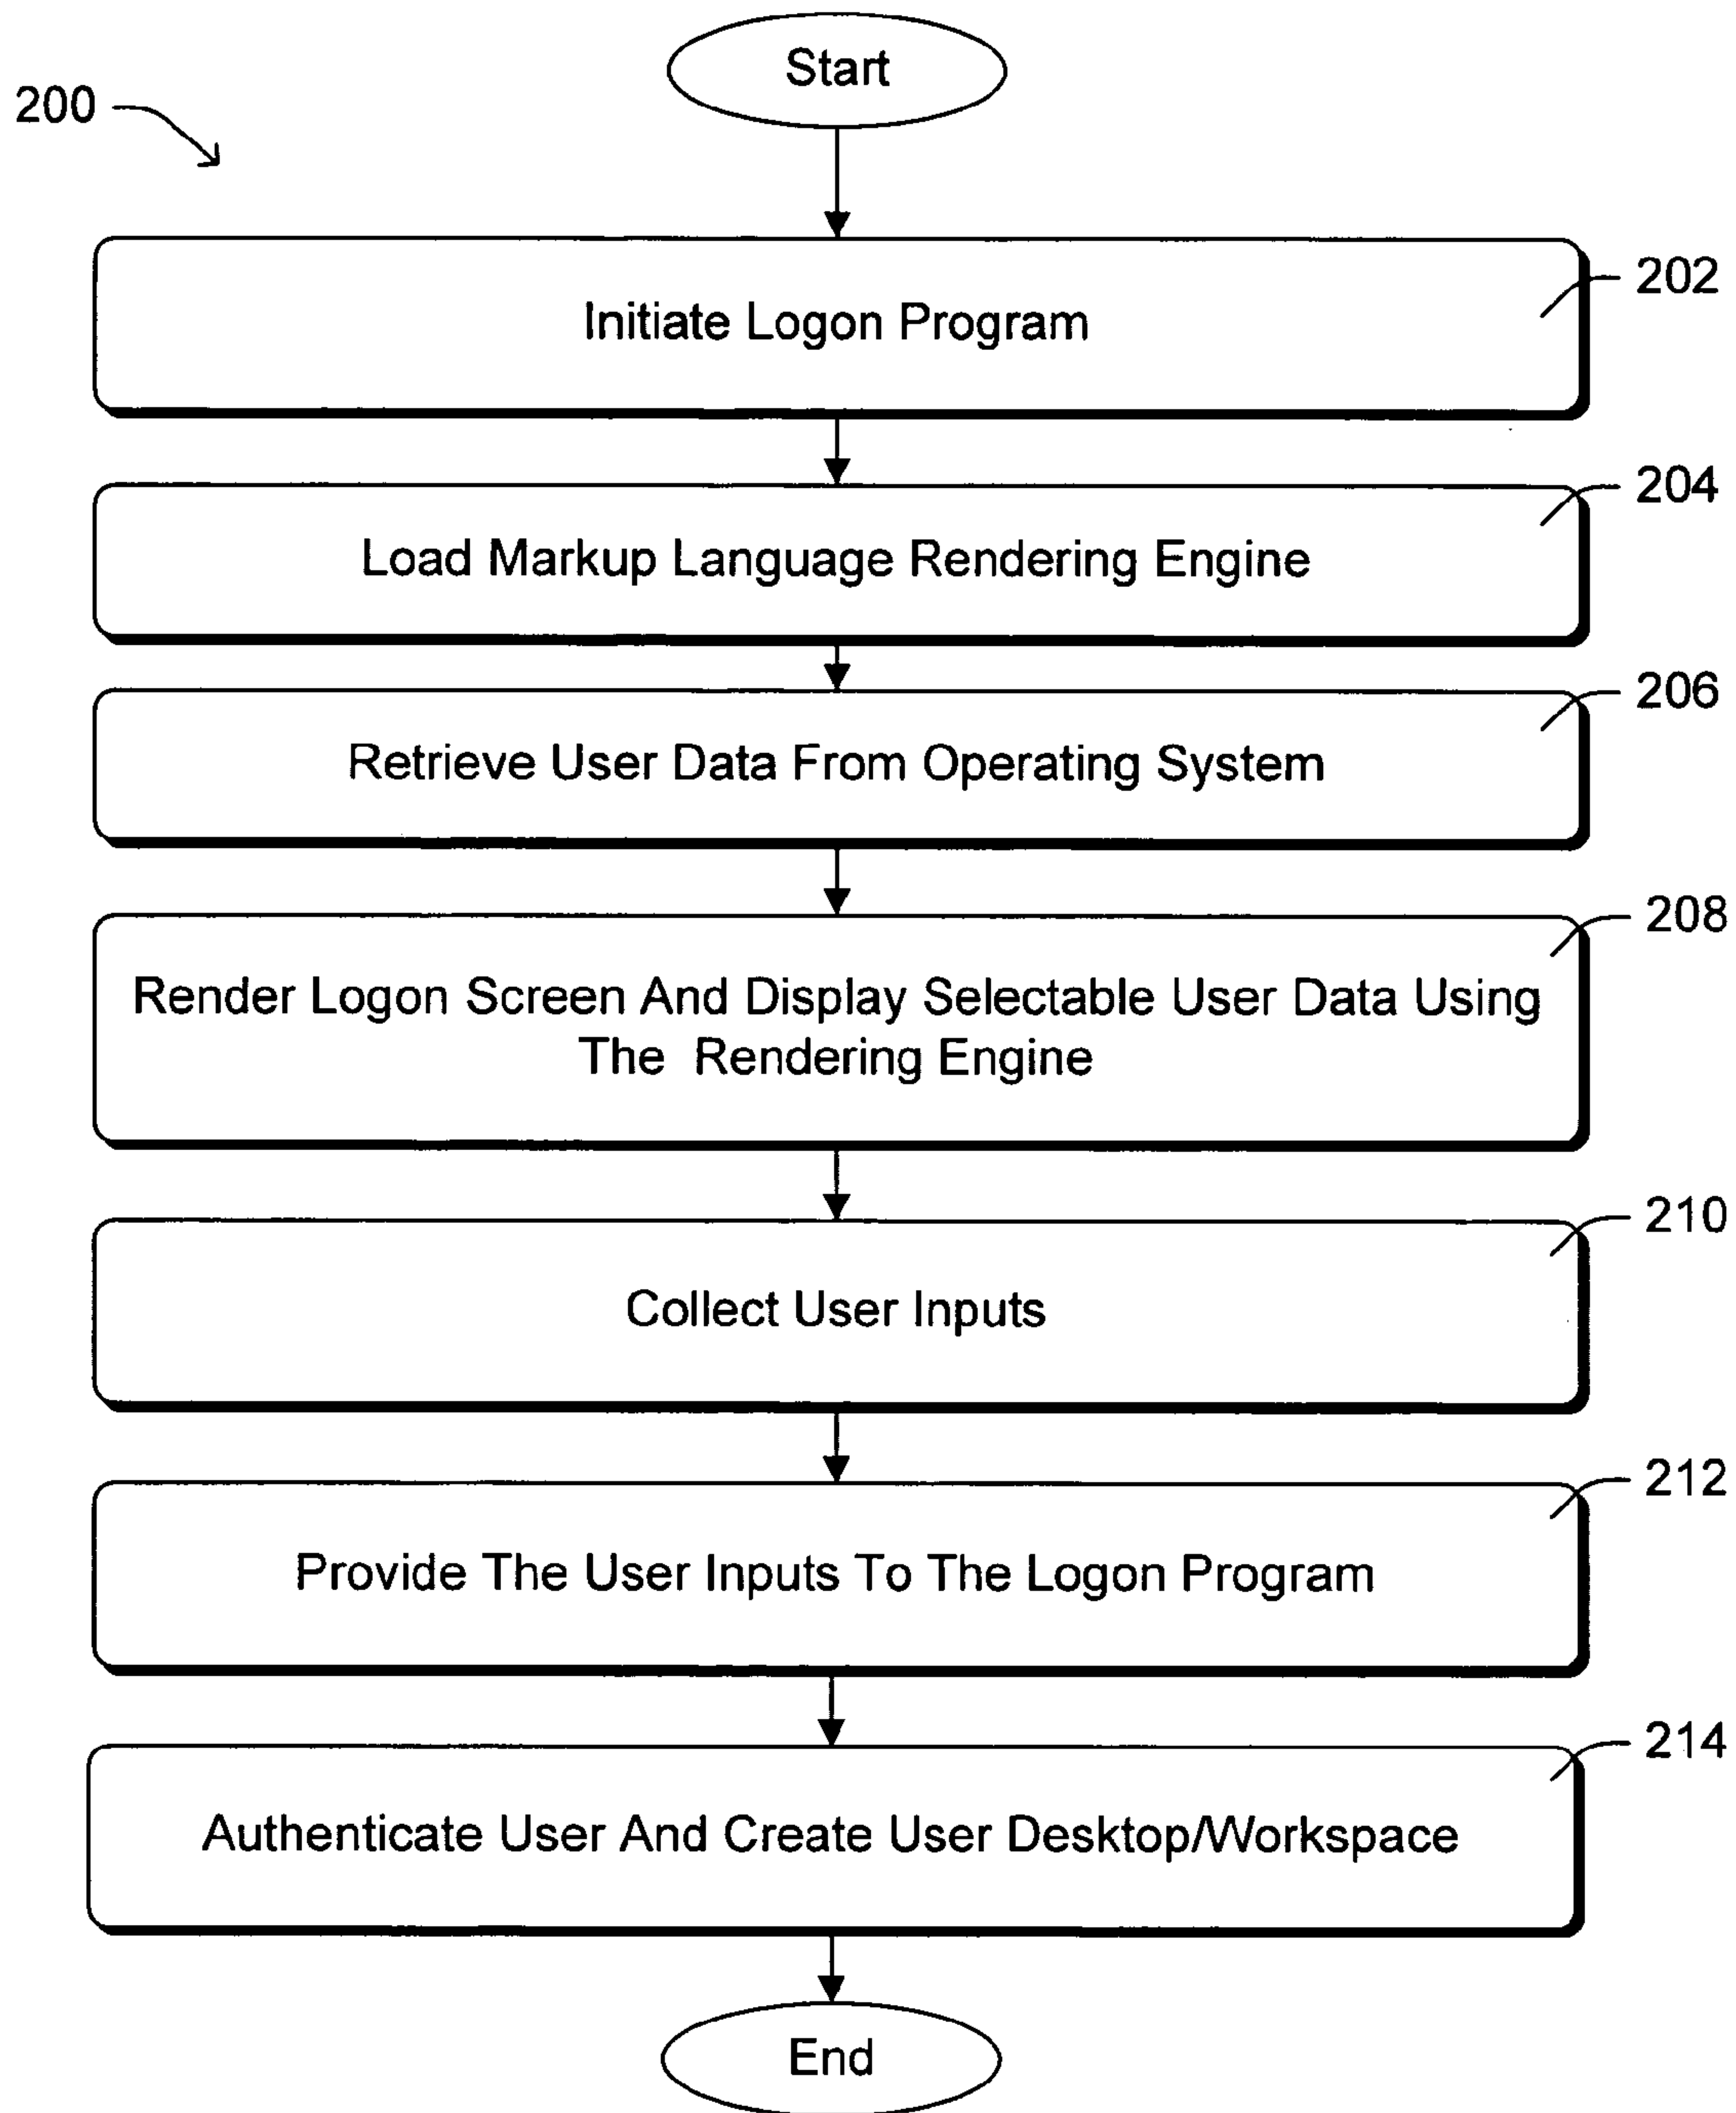 Start
200
202
Initiate Logon Program
204
Load Markup Language Rendering Engine
206
Retrieve User Data From Operating System
208
Render Logon Screen And Display Selectable User Data Using
The Rendering Engine
210
Collect User Inputs
212
Provide The User Inputs To The Logon Program
214
Authenticate User And Create User Desktop/Workspace
End